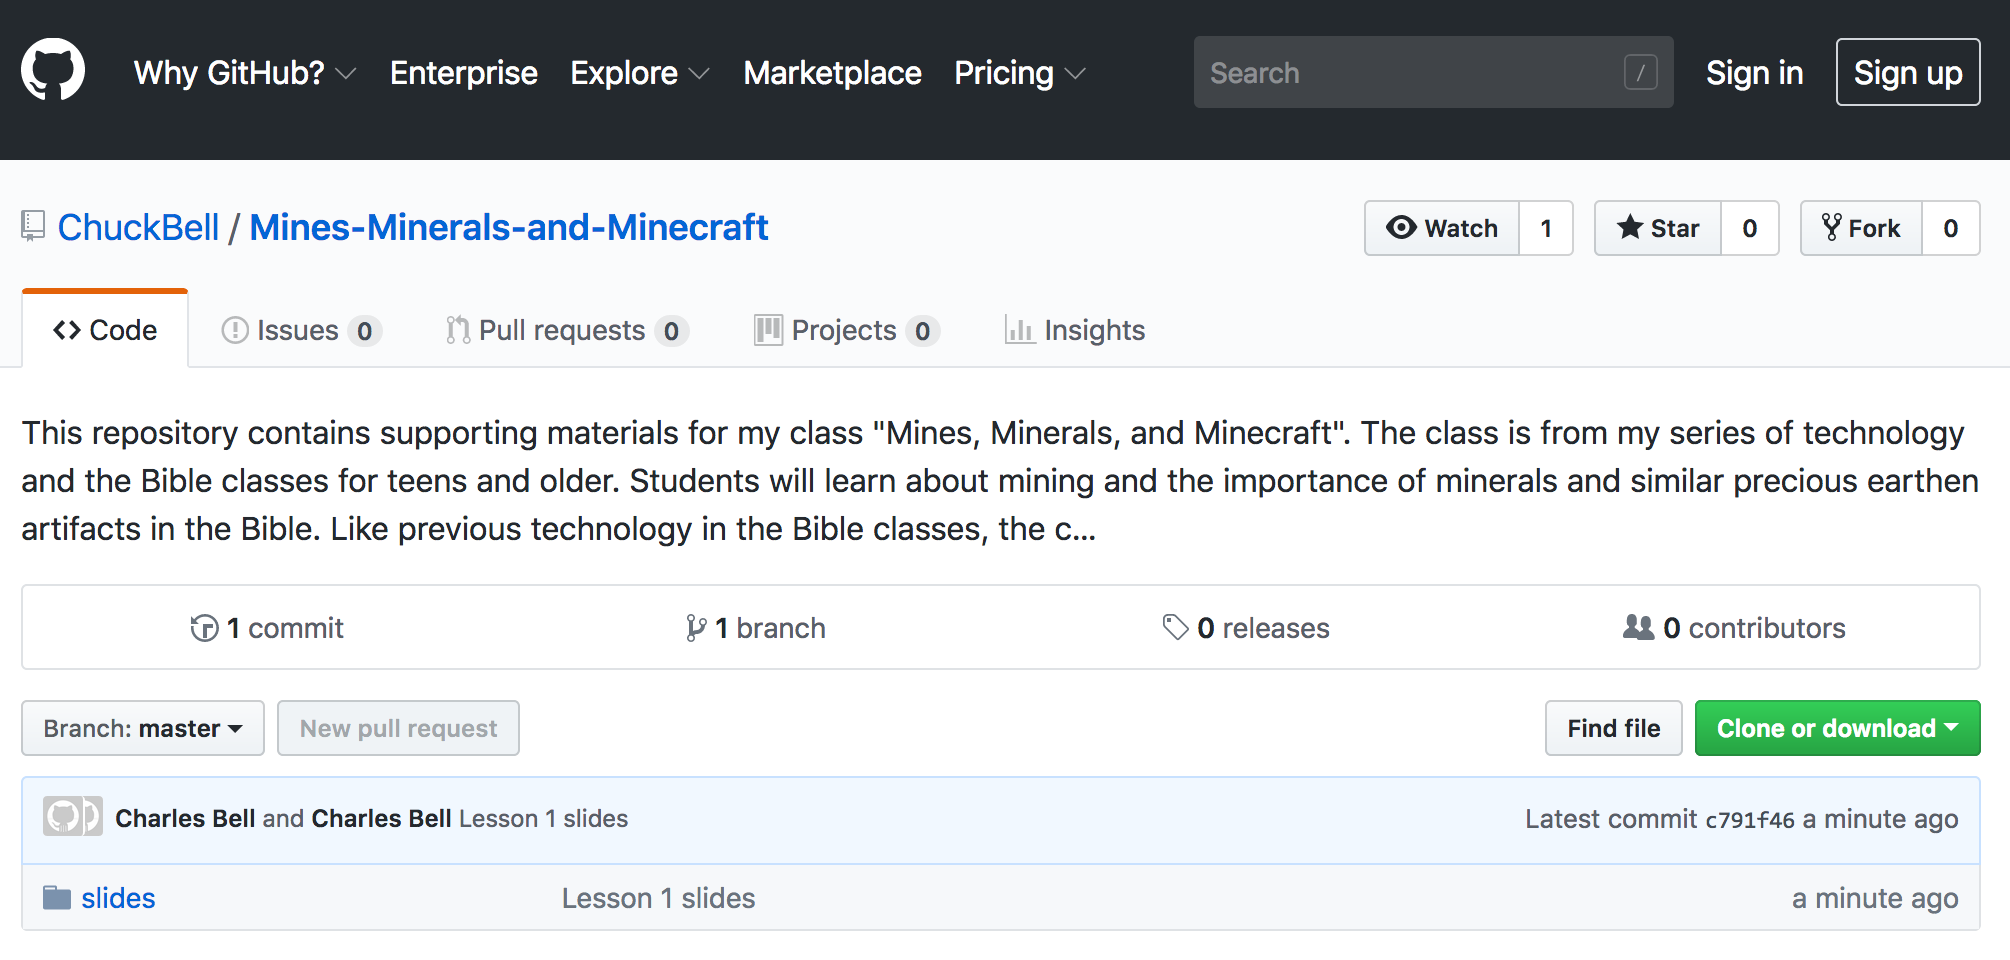 Why GitHub? Enterprise Explore Marketplace Pricing Search / Sign in Sign up
ChuckBell / Mines-Minerals-and-Minecraft Watch 1 Star 0 Fork 0
Code Issues 0 Pull requests 0 Projects 0 Insights
This repository contains supporting materials for my class "Mines, Minerals, and Minecraft". The class is from my series of technology
and the Bible classes for teens and older. Students will learn about mining and the importance of minerals and similar precious earthen
artifacts in the Bible. Like previous technology in the Bible classes, the c...
1 commit 1 branch 0 releases 0 contributors
Branch: master New pull request Find file Clone or download
Charles Bell and Charles Bell Lesson 1 slides Latest commit c791f46 a minute ago
slides Lesson 1 slides a minute ago